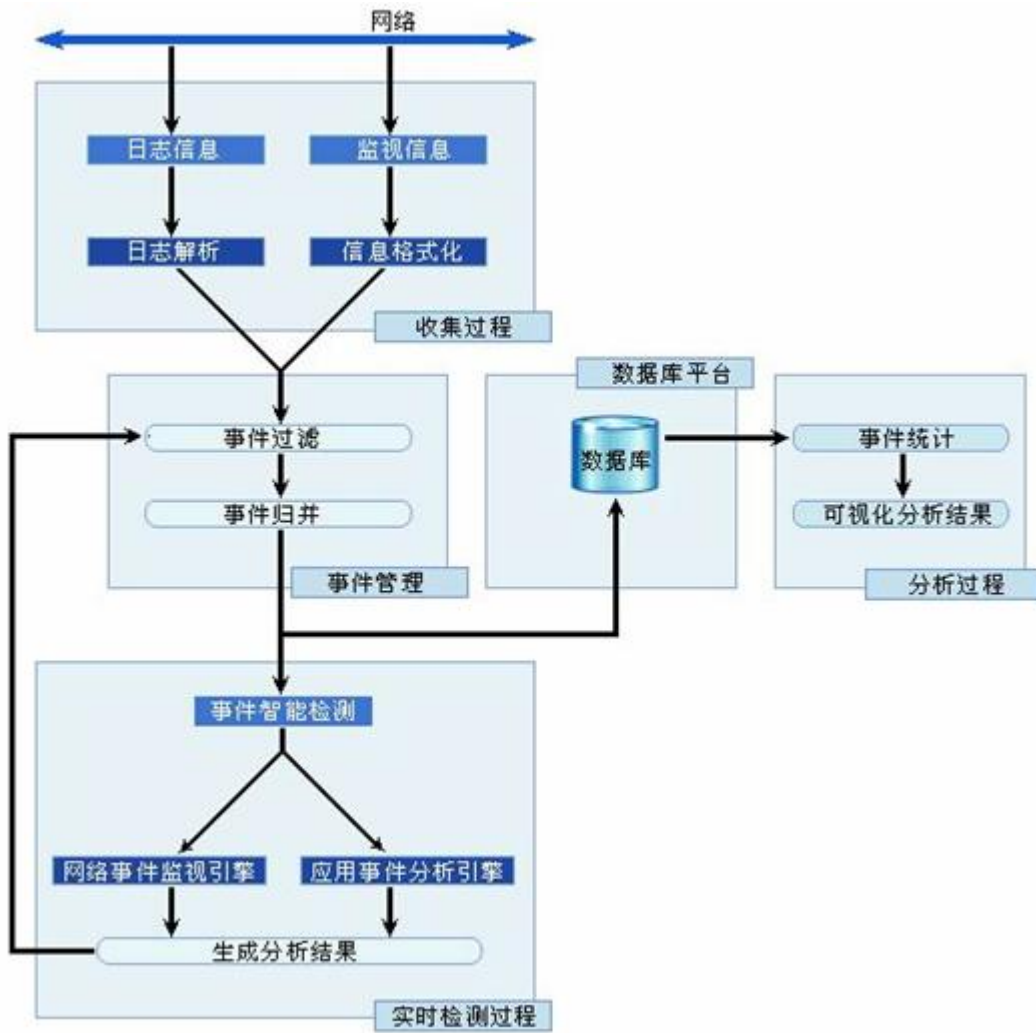 网络
日志信息
监视信息
日志解析
信息格式化
收集过程
数据库平台
事件过滤
数据库
事件统计
事件归并
可视化分析结果
事件管理
分析过程
事件智能检测
网络事件监视引擎
应用事件分析引擎
生成分析结果
实时检测过程